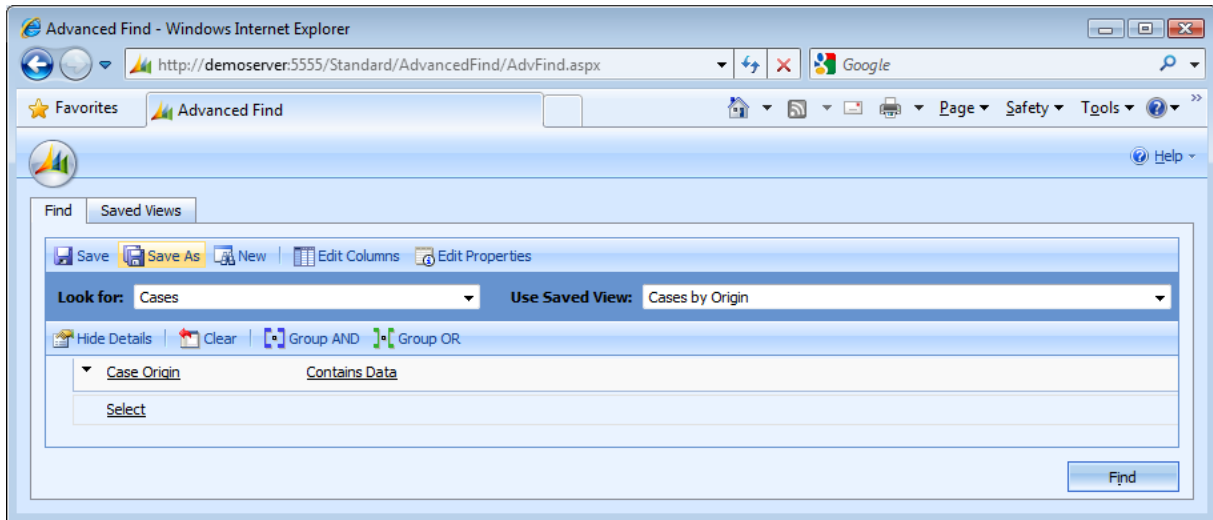 Advanced Find - Windows Internet Explorer
http://demoserver:5555/Standard/AdvancedFind/AdvFind.aspx Google
Favorites Advanced Find Page Safety Tools »
Help
Find Saved Views
Save Save As New Edit Columns Edit Properties
Look for: Cases Use Saved View: Cases by Origin
Hide Details Clear Group AND Group OR
Case Origin Contains Data
Select
Find